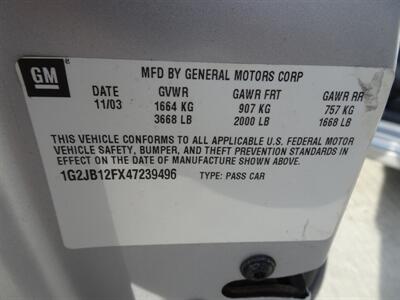 GM
MFD BY GENERAL MOTORS CORP
DATE GVWR GAWR FRT GAWR RR
11/03 1664 KG 907 KG 757 KG
3668 LB 2000 LB 1668 LB
THIS VEHICLE CONFORMS TO ALL APPLICABLE U.S. FEDERAL MOTOR
VEHICLE SAFETY, BUMPER, AND THEFT PREVENTION STANDARDS IN
EFFECT ON THE DATE OF MANUFACTURE SHOWN ABOVE.
1G2JB12FX47239496 TYPE: PASS CAR